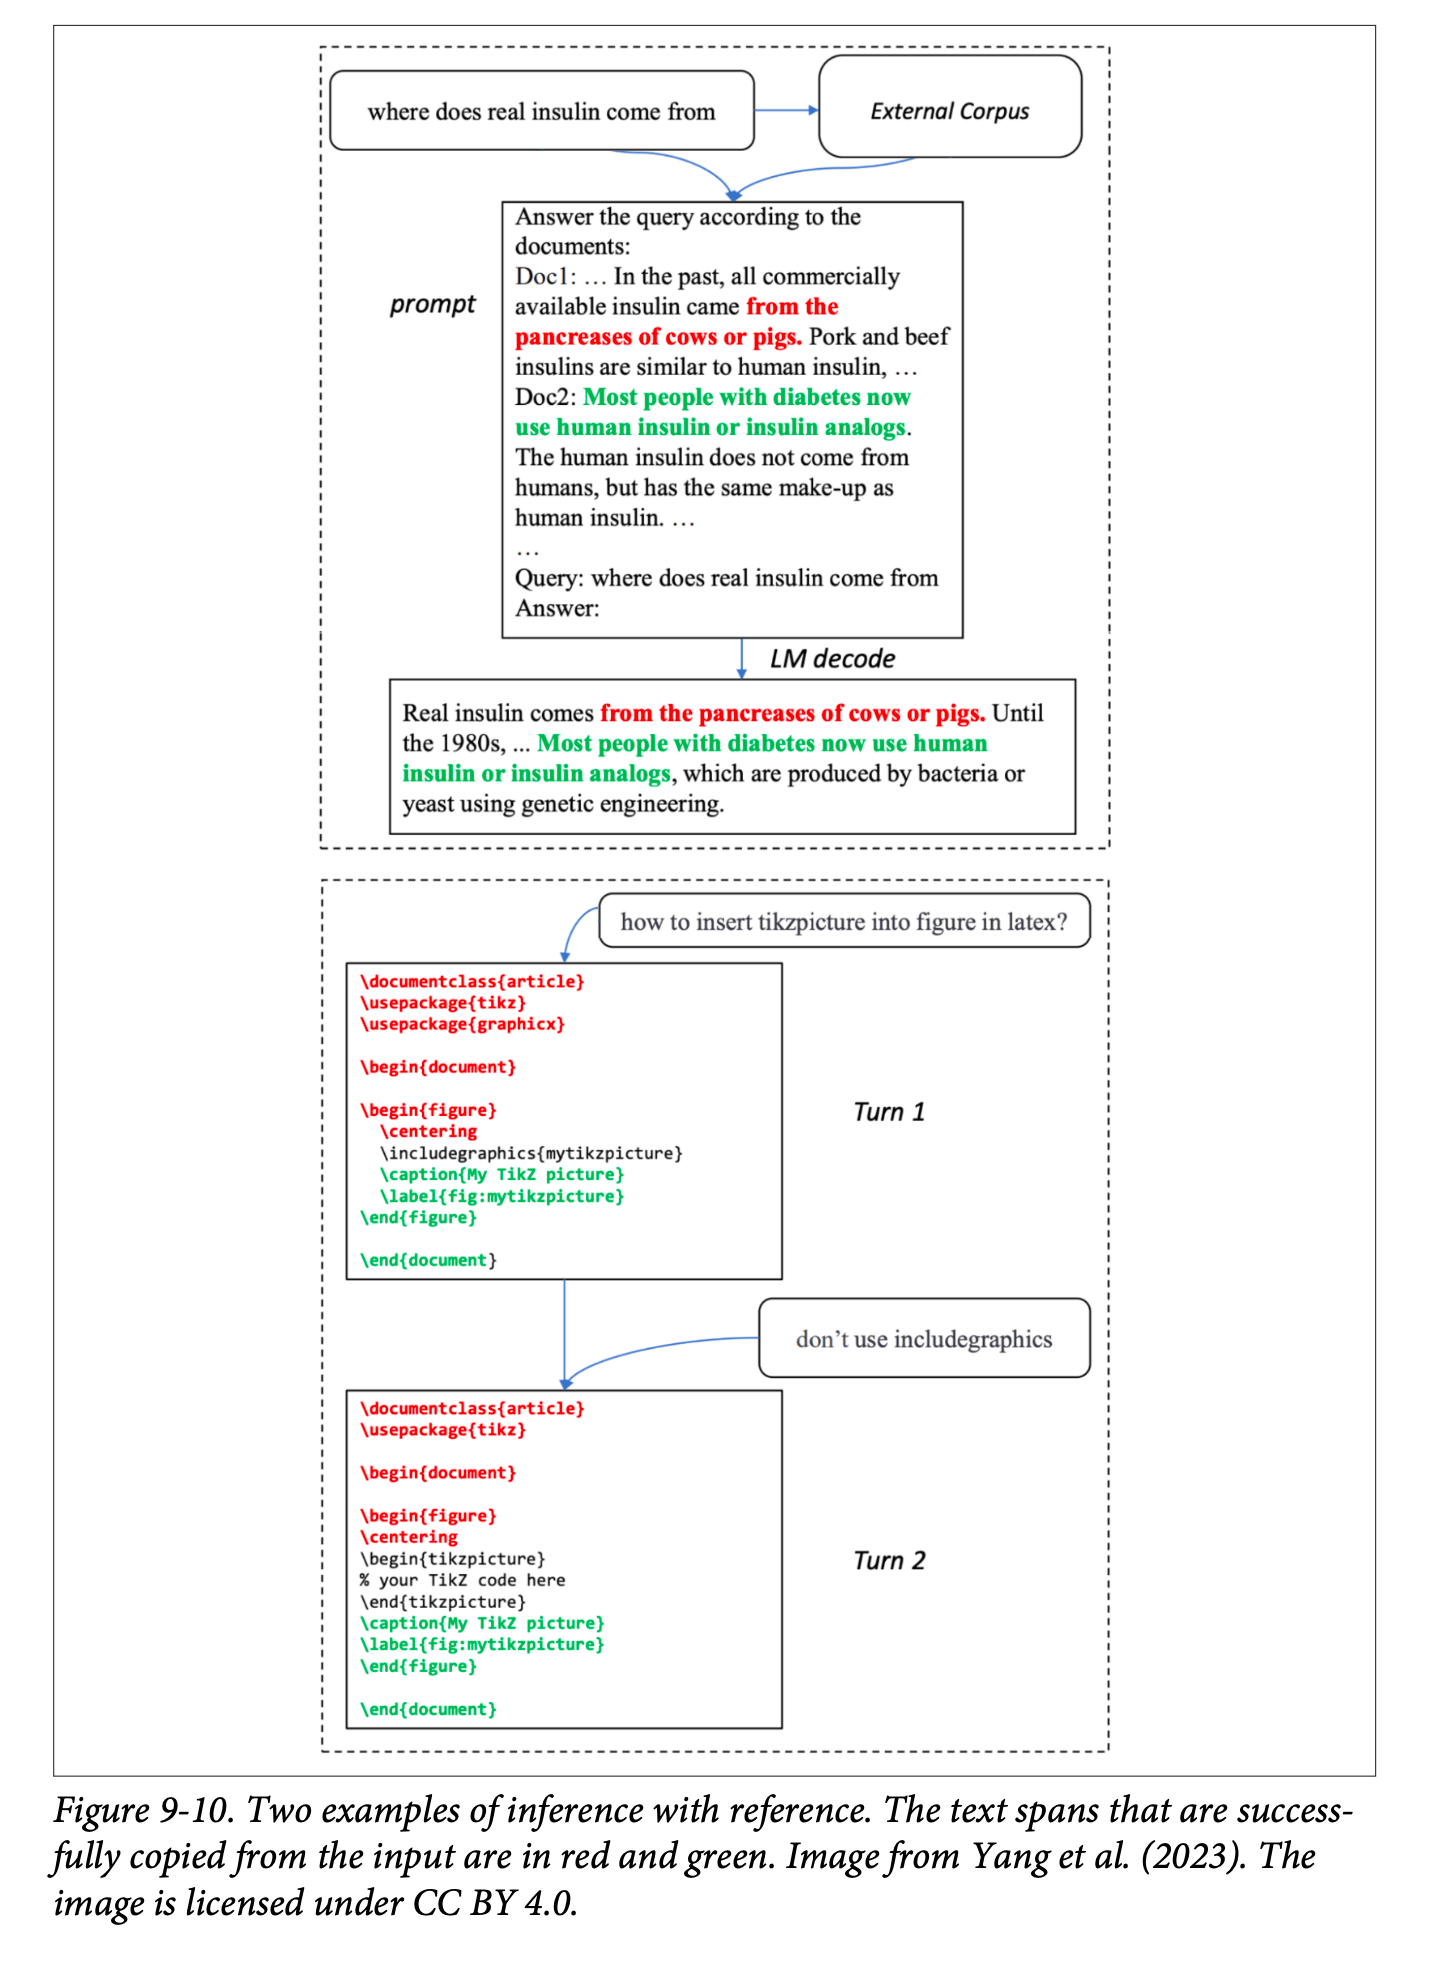 where does real insulin come from
External Corpus
prompt
Answer the query according to the
documents:
Doc1: … In the past, all commercially
available insulin came from the
pancreases of cows or pigs. Pork and beef
insulins are similar to human insulin, …
Doc2: Most people with diabetes now
use human insulin or insulin analogs.
The human insulin does not come from
humans, but has the same make-up as
human insulin. …
…
Query: where does real insulin come from
Answer:
LM decode
Real insulin comes from the pancreases of cows or pigs. Until
the 1980s, ... Most people with diabetes now use human
insulin or insulin analogs, which are produced by bacteria or
yeast using genetic engineering.
how to insert tikzpicture into figure in latex?
\documentclass{article}
\usepackage{tikz}
\usepackage{graphicx}
\begin{document}
\begin{figure}
\centering
\includegraphics{mytikzpicture}
\caption{My TikZ picture}
\label{fig:mytikzpicture}
\end{figure}
\end{document}
Turn 1
don’t use includegraphics
\documentclass{article}
\usepackage{tikz}
\begin{document}
\begin{figure}
\centering
\begin{tikzpicture}
% your TikZ code here
\end{tikzpicture}
\caption{My TikZ picture}
\label{fig:mytikzpicture}
\end{figure}
\end{document}
Turn 2
Figure 9-10. Two examples of inference with reference. The text spans that are success-
fully copied from the input are in red and green. Image from Yang et al. (2023). The
image is licensed under CC BY 4.0.